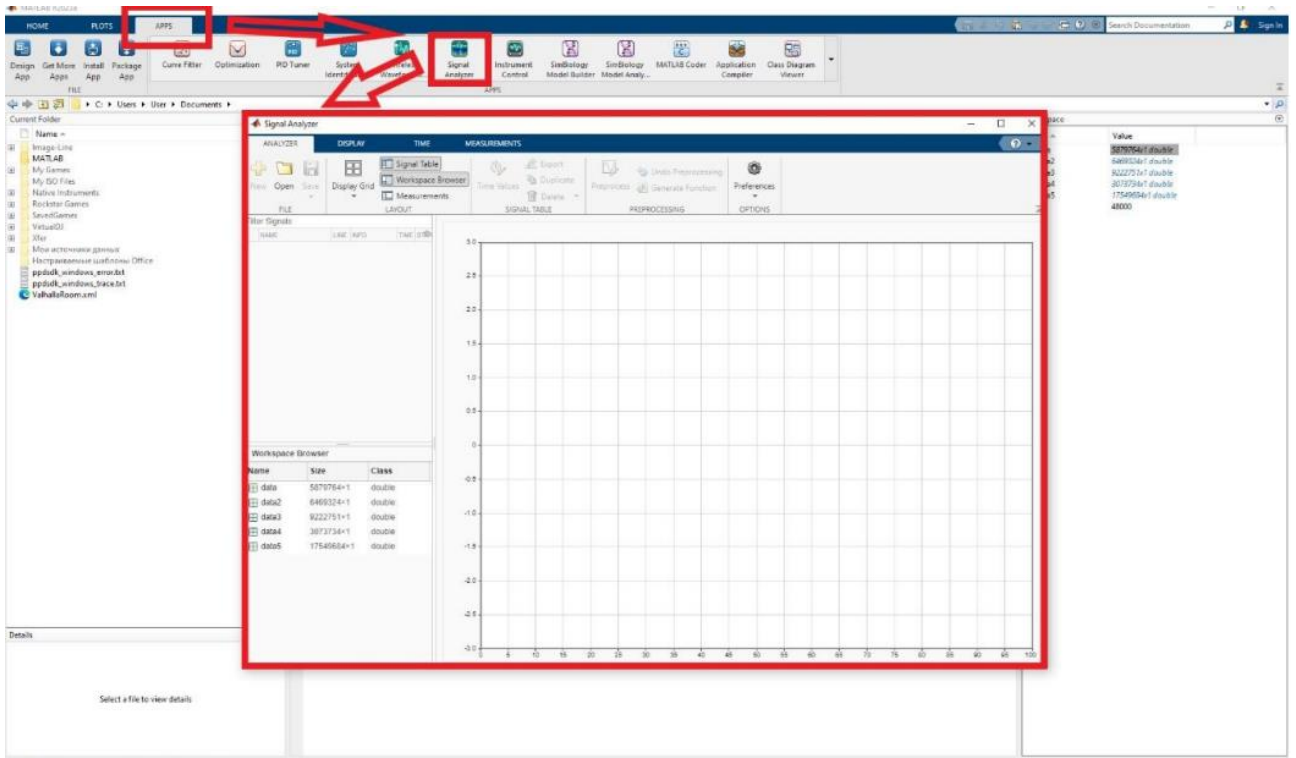 MATLAB R2023a
HOME PLOTS APPS
Search Documentation Sign In
Design App
Get More Apps
Install App
Package App
Curve Fitter
Optimization
PID Tuner
System
Signal Analyzer
Instrument Control
SimBiology Model Builder
SimBiology Model Analy...
MATLAB Coder
Application Compiler
Class Diagram Viewer
FILE
APPS
C: Users User Documents
Current Folder
Name
Image-Line
MATLAB
My Games
My ISO Files
Native Instruments
Rockstar Games
SavedGames
VirtualDJ
Xfer
Мои источники данных
Настраиваемые шаблоны Office
ppdsdk_windows_error.txt
ppdsdk_windows_trace.txt
ValhallaRoom.xml
Details
Select a file to view details
Signal Analyzer
ANALYZER DISPLAY TIME MEASUREMENTS
New Open Save
Display Grid
Signal Table
Workspace Browser
Measurements
Time Values
Export
Duplicate
Delete
Preprocess
Undo Preprocessing
Generate Function
Preferences
FILE LAYOUT SIGNAL TABLE PREPROCESSING OPTIONS
Filter Signals
NAME LINE INFO TIME
3.0
2.5
2.0
1.5
1.0
0.5
0
-0.5
-1.0
-1.5
-2.0
-2.5
-3.0
0 5 10 15 20 25 30 35 40 45 50 55 60 65 70 75 80 85 90 95 100
Workspace Browser
Name Size Class
data 5879764×1 double
data2 6469324×1 double
data3 9222751×1 double
data4 3873734×1 double
data5 17549684×1 double
pace
Value
5879764x1 double
6469324x1 double
9222751x1 double
3873734x1 double
17549684x1 double
48000